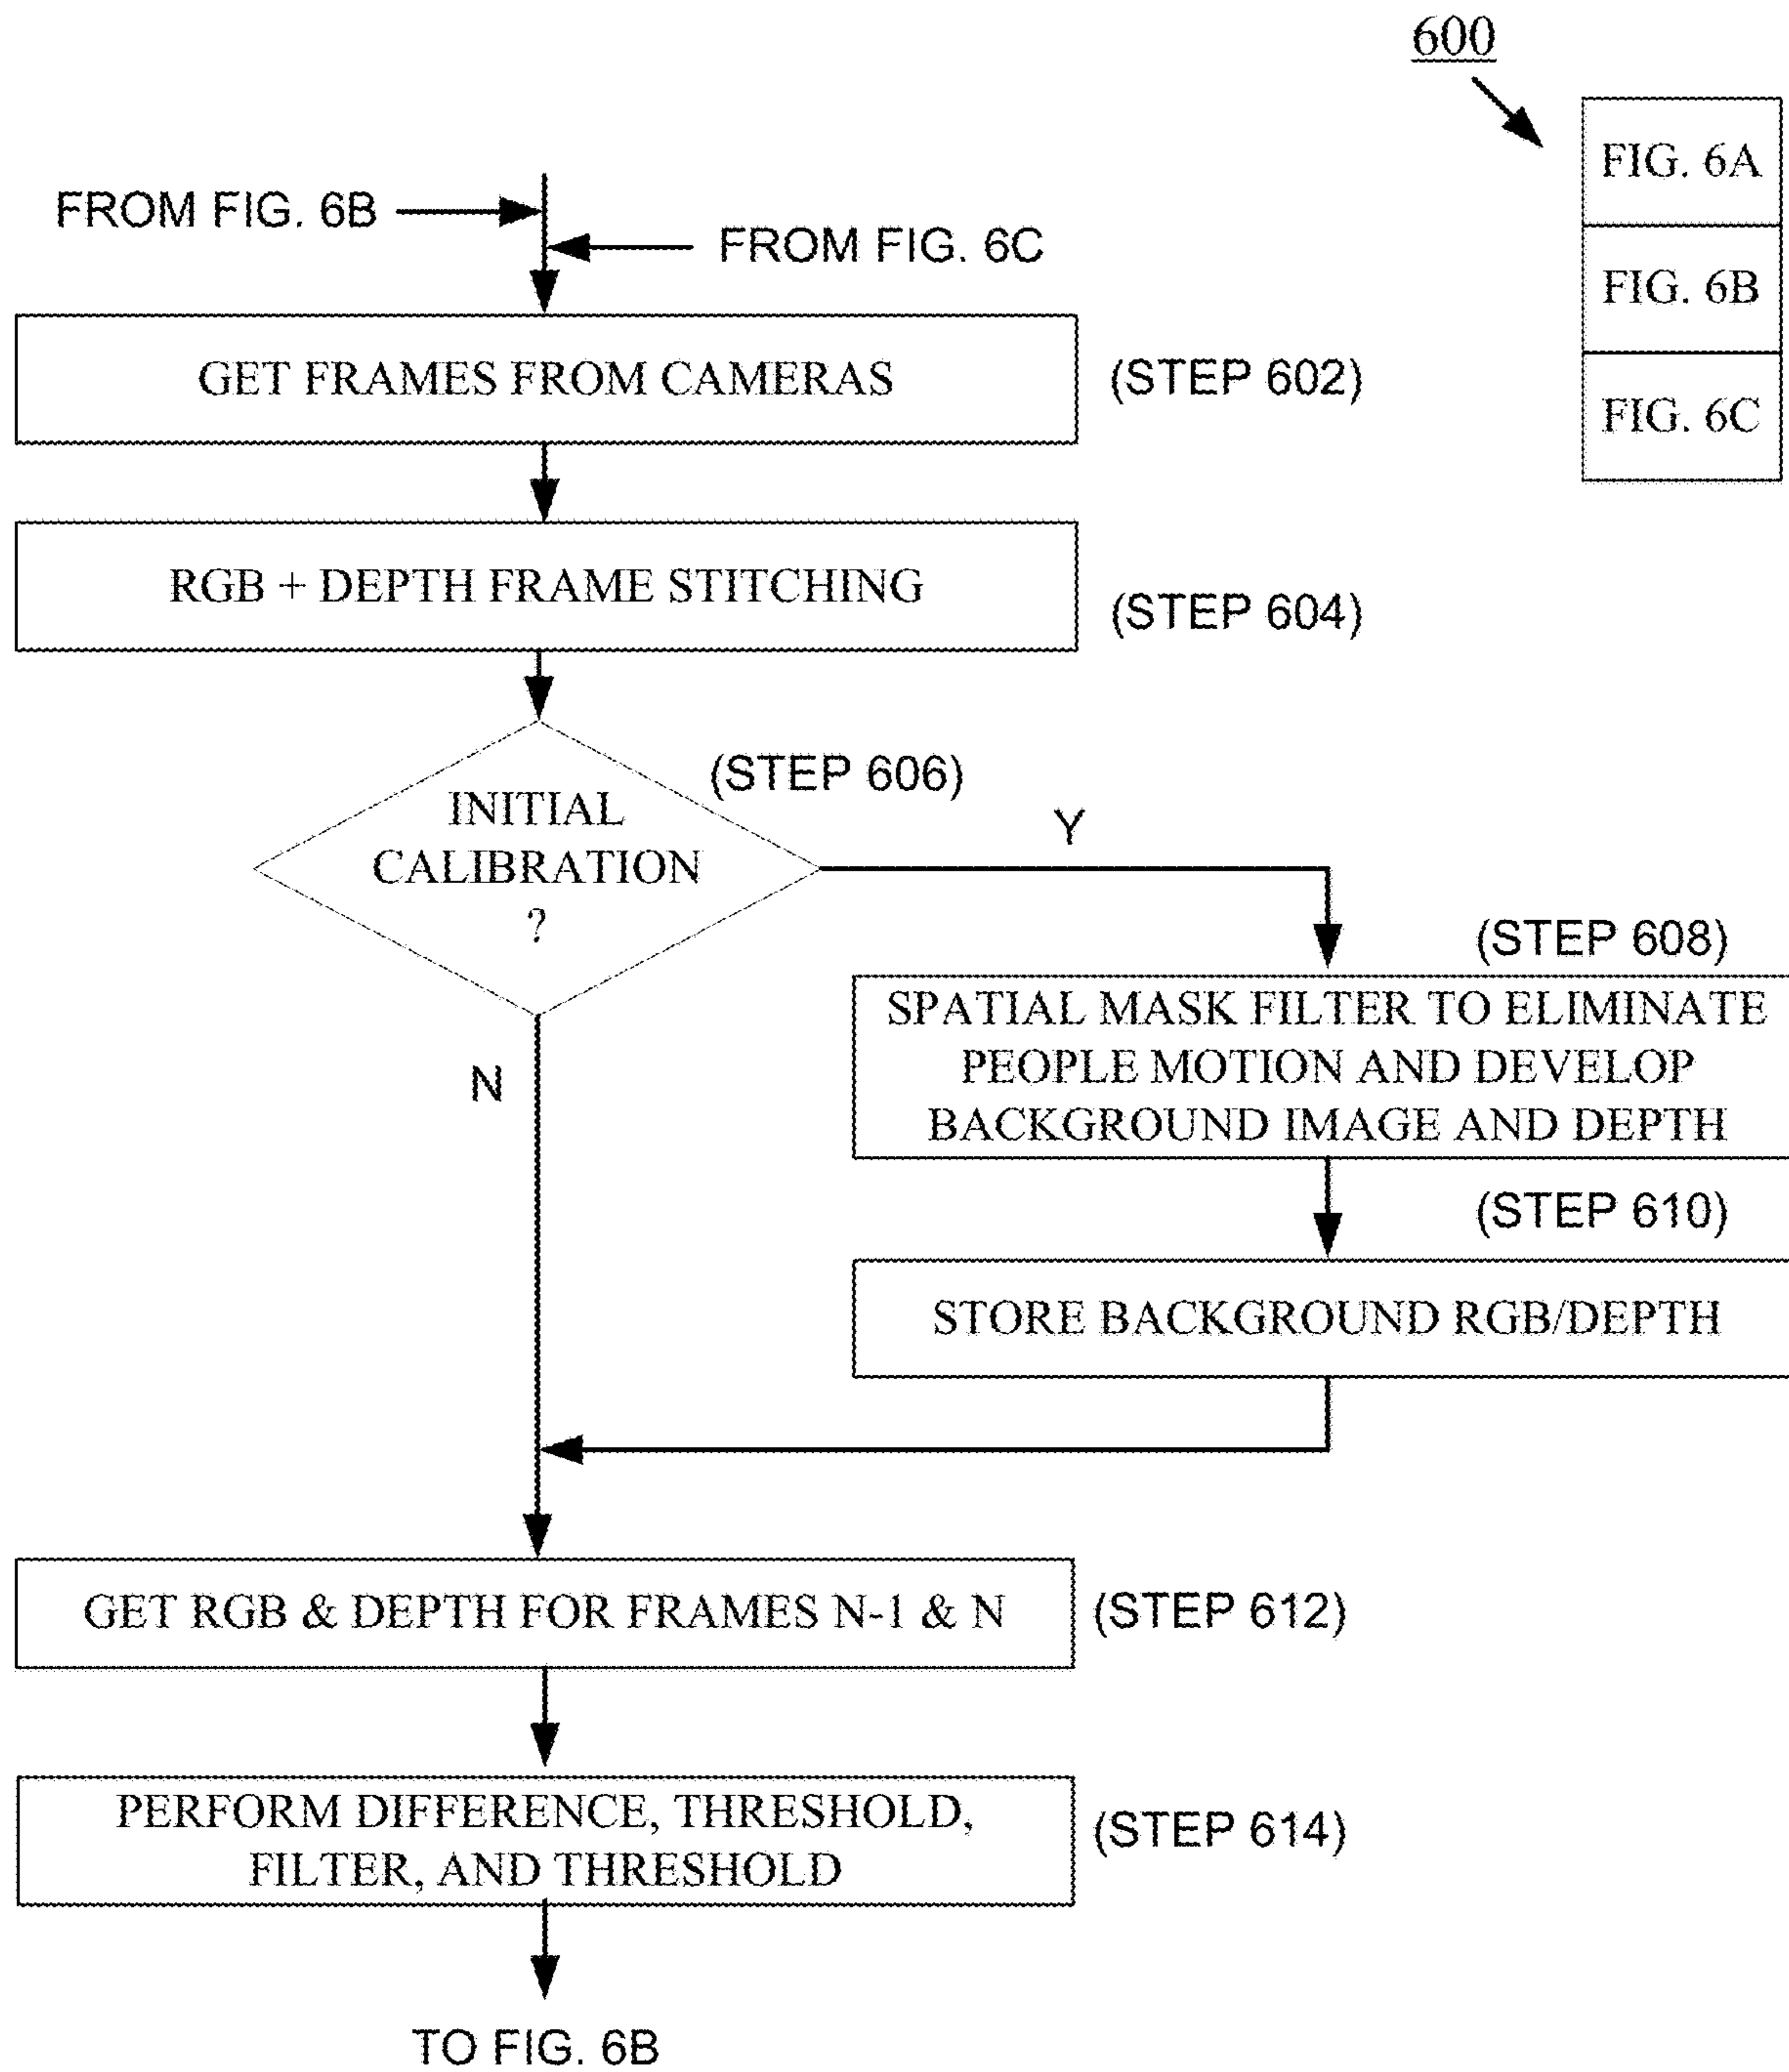 600
FIG. 6A
FIG. 6B
FIG. 6C
FROM FIG. 6B
FROM FIG. 6C
GET FRAMES FROM CAMERAS
(STEP 602)
RGB + DEPTH FRAME STITCHING
(STEP 604)
(STEP 606)
INITIAL
CALIBRATION
?
Y
N
(STEP 608)
SPATIAL MASK FILTER TO ELIMINATE
PEOPLE MOTION AND DEVELOP
BACKGROUND IMAGE AND DEPTH
(STEP 610)
STORE BACKGROUND RGB/DEPTH
GET RGB & DEPTH FOR FRAMES N-1 & N
(STEP 612)
PERFORM DIFFERENCE, THRESHOLD,
FILTER, AND THRESHOLD
(STEP 614)
TO FIG. 6B